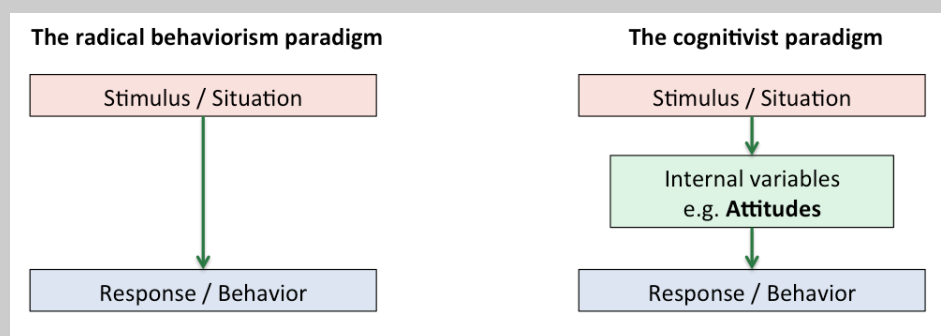 The radical behaviorism paradigm
Stimulus / Situation
Response / Behavior
The cognitivist paradigm
Stimulus / Situation
Internal variables
e.g. Attitudes
Response / Behavior